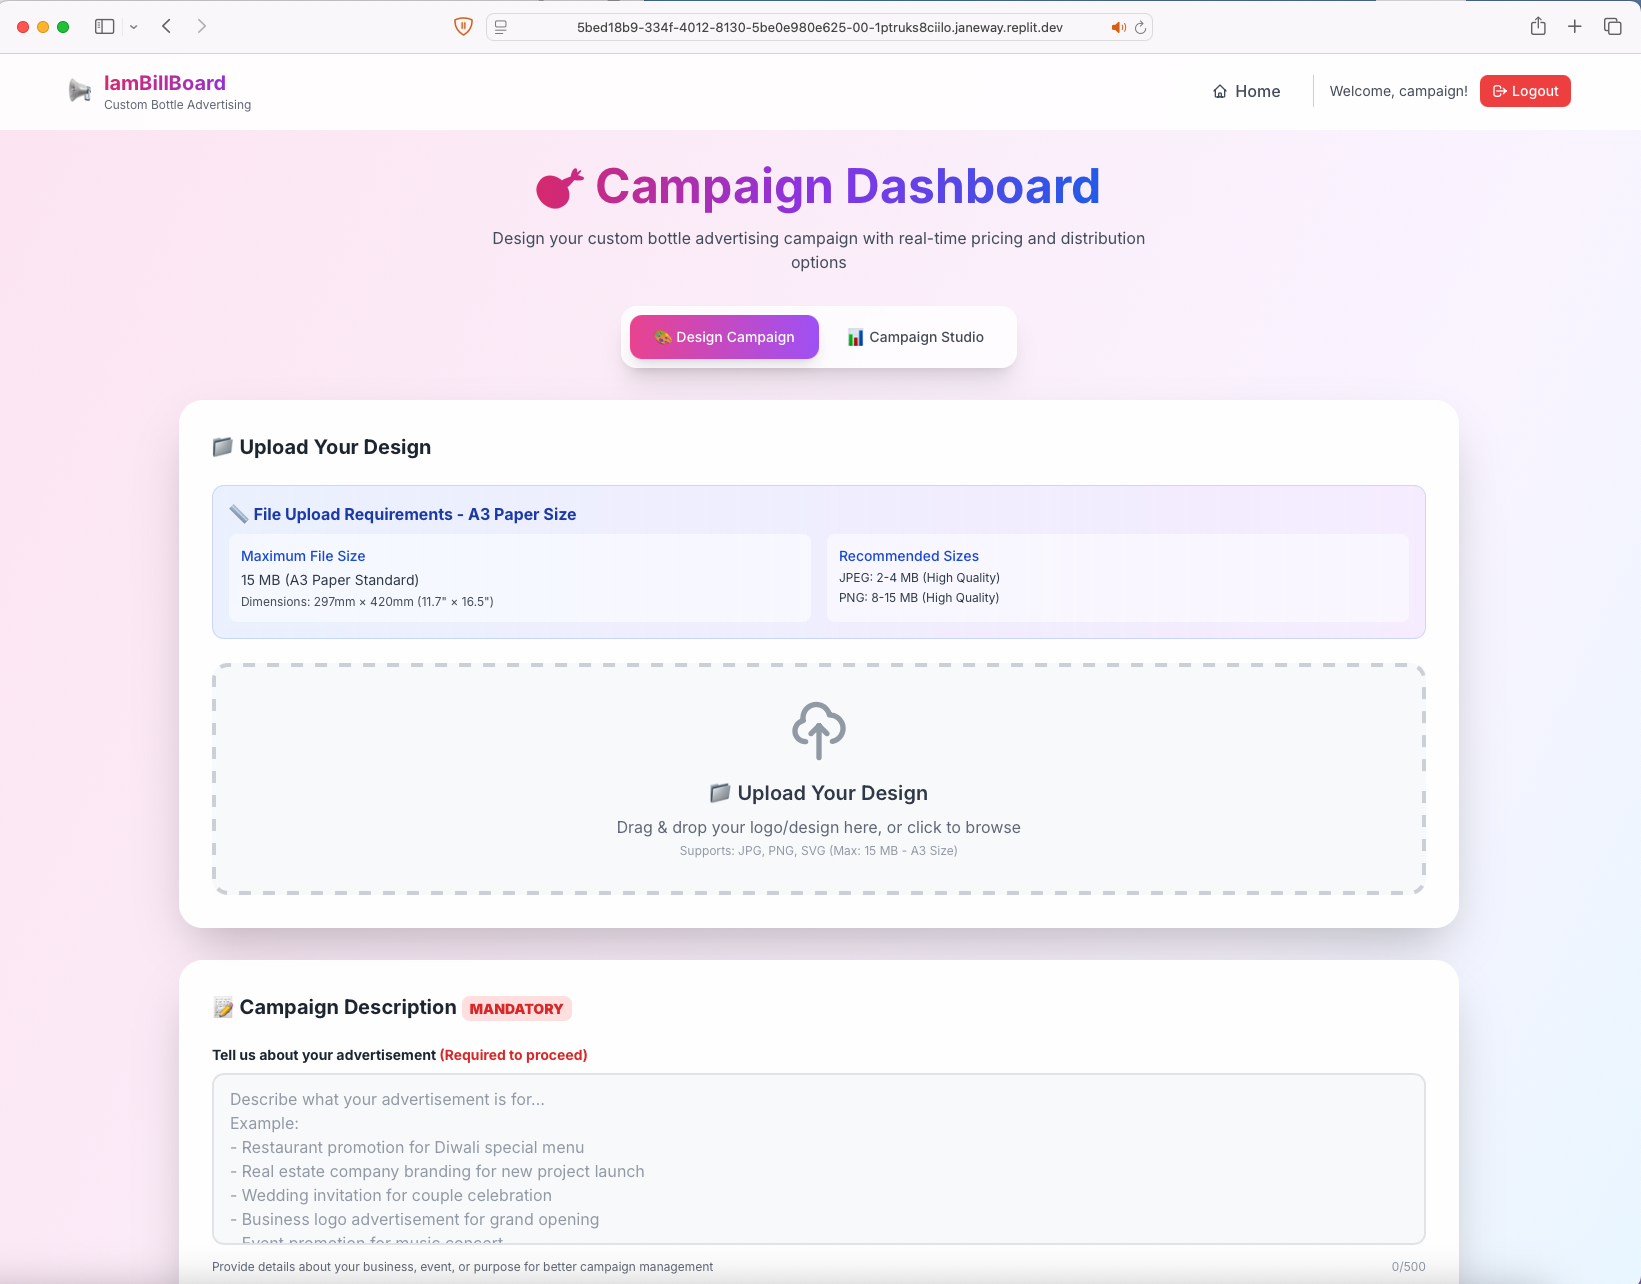 5bed18b9-334f-4012-8130-5be0e980e625-00-1ptruks8ciilo.janeway.replit.dev
IamBillBoard
Custom Bottle Advertising
Home
Welcome, campaign!
Logout
Campaign Dashboard
Design your custom bottle advertising campaign with real-time pricing and distribution
options
Design Campaign
Campaign Studio
Upload Your Design
File Upload Requirements - A3 Paper Size
Maximum File Size
15 MB (A3 Paper Standard)
Dimensions: 297mm × 420mm (11.7" × 16.5")
Recommended Sizes
JPEG: 2-4 MB (High Quality)
PNG: 8-15 MB (High Quality)
Upload Your Design
Drag & drop your logo/design here, or click to browse
Supports: JPG, PNG, SVG (Max: 15 MB - A3 Size)
Campaign Description MANDATORY
Tell us about your advertisement (Required to proceed)
Describe what your advertisement is for...
Example:
- Restaurant promotion for Diwali special menu
- Real estate company branding for new project launch
- Wedding invitation for couple celebration
- Business logo advertisement for grand opening
- Event promotion for music concert
Provide details about your business, event, or purpose for better campaign management
0/500